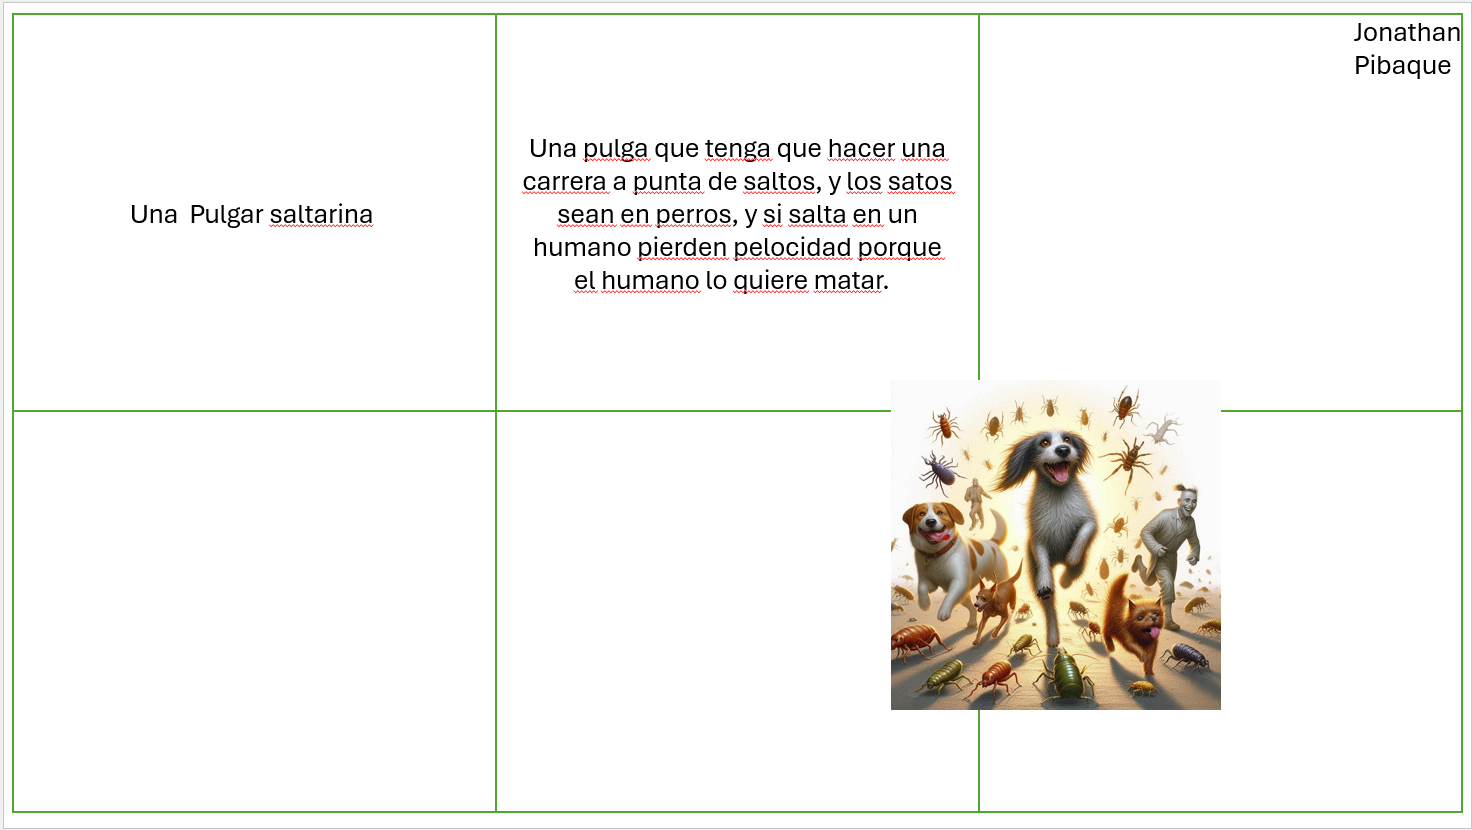 Una  Pulgar saltarina
Una pulga que tenga que hacer una
carrera a punta de saltos, y los satos
sean en perros, y si salta en un
humano pierden pelocidad porque
el humano lo quiere matar.
Jonathan
Pibaque